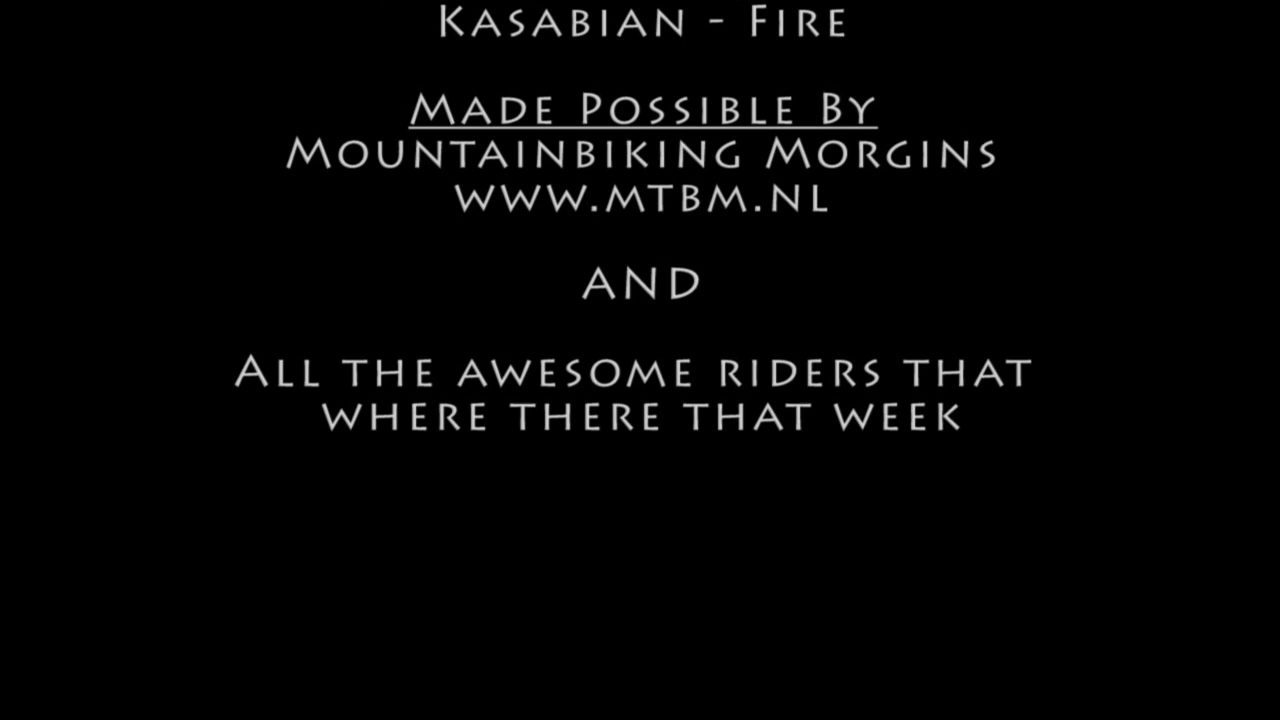 Kasabian - Fire
Made Possible By
Mountainbiking Morgins
www.mtbm.nl
and
All the awesome riders that
where there that week